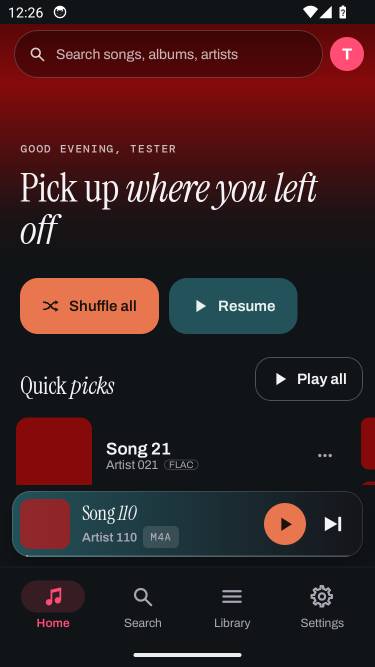 12:26
Search songs, albums, artists
T
GOOD EVENING, TESTER
Pick up where you left
off
Shuffle all
Resume
Quick picks
Play all
Song 21
Artist 021 FLAC
Song 110
Artist 110 M4A
Home
Search
Library
Settings